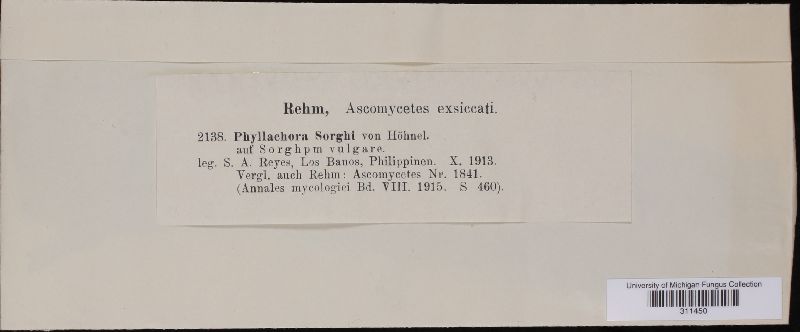 Rehm, Ascomycetes exsiccati.
2138. Phyllachora Sorghi von Höhnel.
auf Sorghpm vulgare.
leg. S. A. Reyes, Los Banos, Philippinen. X. 1913.
Vergl. auch Rehm: Ascomycetes Nr. 1841.
(Annales mycologici Bd. VIII. 1915. S 460).
University of Michigan Fungus Collection
311450